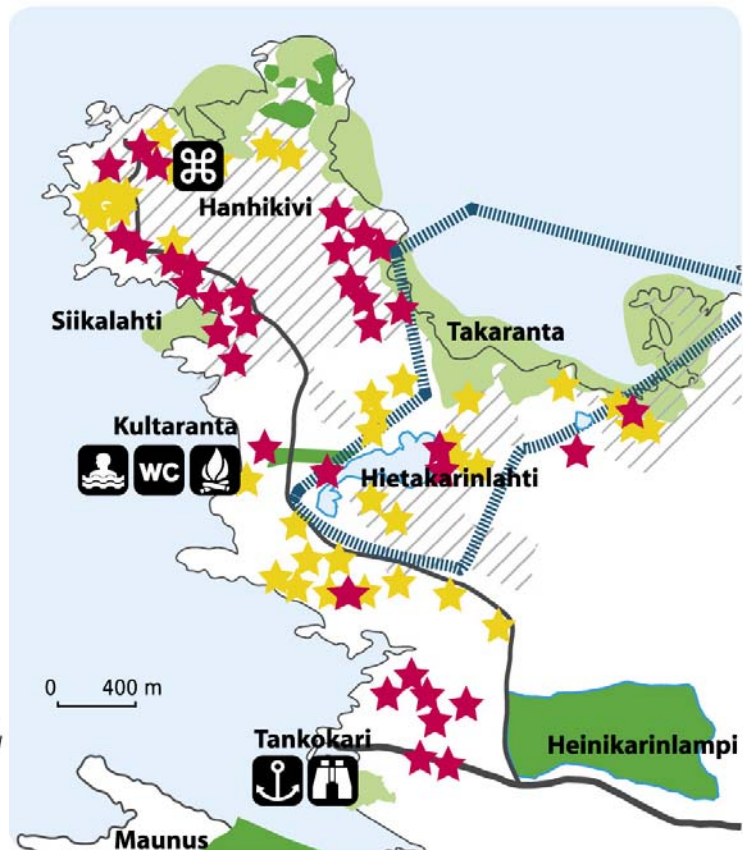 Hanhikivi
Siikalahti
Takaranta
Kultaranta
WC
Hietakarinlahti
0 400 m
Tankokari
Heinikarinlampi
Maunus